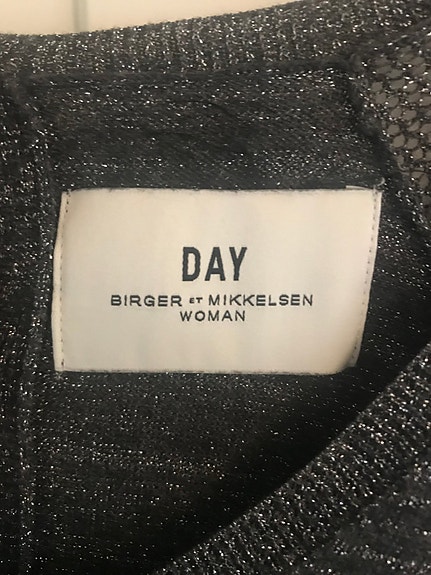 DAY
BIRGER ET MIKKELSEN
WOMAN